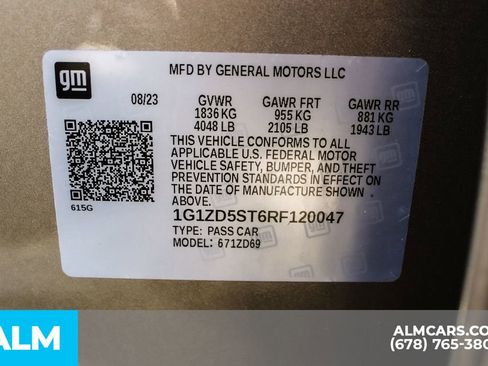 gm
MFD BY GENERAL MOTORS LLC
08/23 GVWR GAWR FRT GAWR RR
1836 KG 955 KG 881 KG
4048 LB 2105 LB 1943 LB
THIS VEHICLE CONFORMS TO ALL
APPLICABLE U.S. FEDERAL MOTOR
VEHICLE SAFETY, BUMPER, AND THEFT
PREVENTION STANDARDS IN EFFECT ON
THE DATE OF MANUFACTURE SHOWN
ABOVE.
615G
1G1ZD5ST6RF120047
TYPE: PASS CAR
MODEL: 671ZD69
ALM
ALMCARS.CO
(678) 765-380